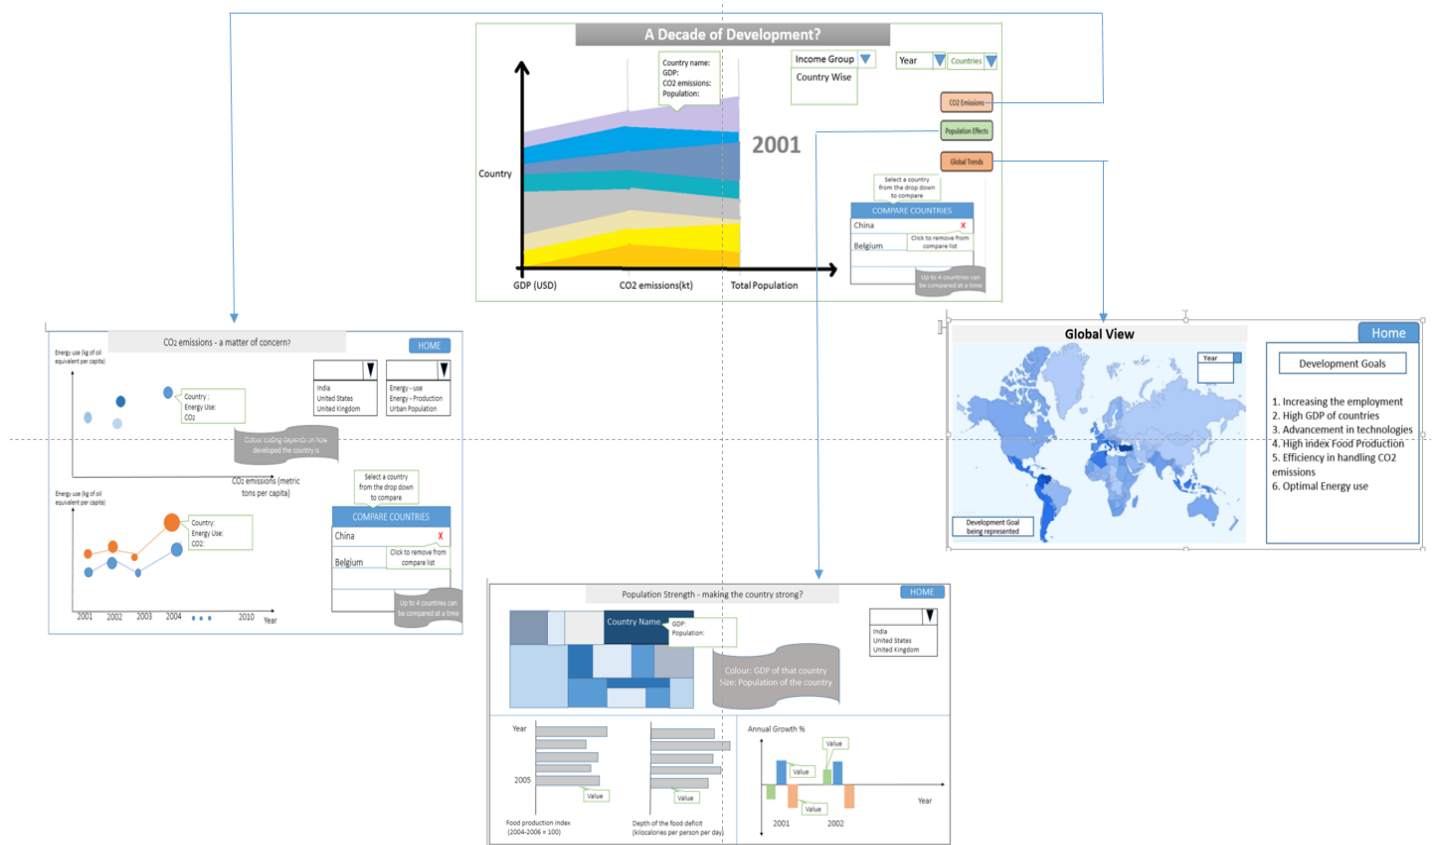 A Decade of Development?
Country name:
GDP:
CO2 emissions:
Population:
Income Group
Country Wise
Year
Countries
CO2 Emissions
Population Effects
Global Trends
2001
Country
Select a country
from the drop down
to compare
COMPARE COUNTRIES
China
X
Belgium
Click to remove from
compare list
Up to 4 countries can
be compared at a time
GDP (USD)
CO2 emissions(kt)
Total Population
CO2 emissions - a matter of concern?
HOME
Energy use (kg of oil
equivalent per capita)
India
United States
United Kingdom
Energy - use
Energy - Production
Urban Population
Country :
Energy Use:
CO2
Colour coding depends on how
developed the country is
CO2 emissions (metric
tons per capita)
Select a country
from the drop down
to compare
Energy use (kg of oil
equivalent per capita)
Country:
Energy Use:
CO2:
COMPARE COUNTRIES
China
X
Belgium
Click to remove from
compare list
Up to 4 countries can
be compared at a time
2001
2002
2003
2004
2010
Year
Global View
Home
Year
Development Goals
1. Increasing the employment
2. High GDP of countries
3. Advancement in technologies
4. High index Food Production
5. Efficiency in handling CO2
emissions
6. Optimal Energy use
Development Goal
being represented
Population Strength - making the country strong?
HOME
Country Name
GDP:
Population:
India
United States
United Kingdom
Colour: GDP of that country
Size: Population of the country
Year
2005
Value
Food production index
(2004-2006 = 100)
Value
Depth of the food deficit
(kilocalories per person per day)
Annual Growth %
Value
Value
Value
2001
2002
Year